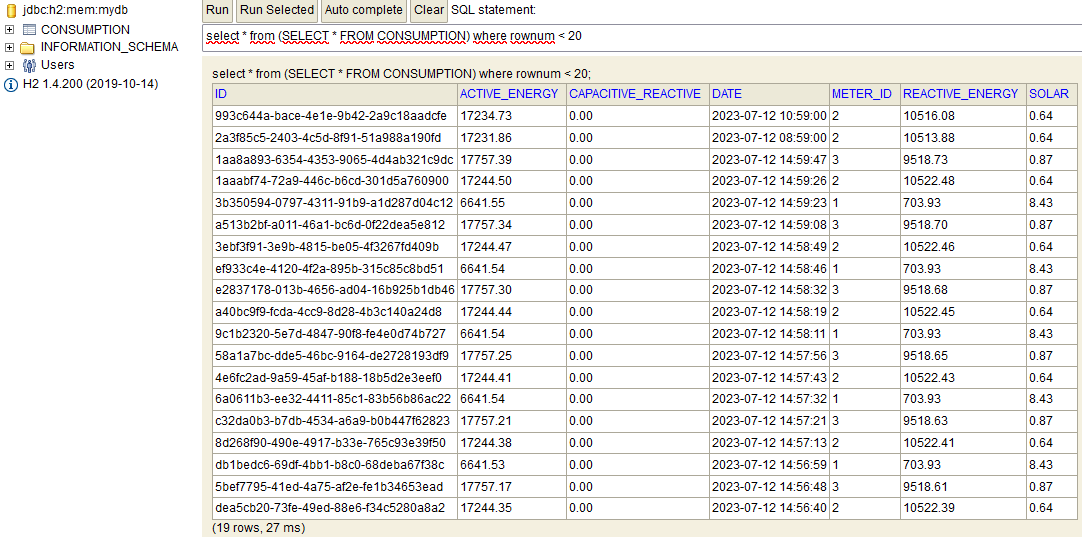 jdbc:h2:mem:mydb
CONSUMPTION
INFORMATION_SCHEMA
Users
H2 1.4.200 (2019-10-14)
Run Run Selected Auto complete Clear SQL statement:
select * from (SELECT * FROM CONSUMPTION) where rownum < 20
select * from (SELECT * FROM CONSUMPTION) where rownum < 20;
ID ACTIVE_ENERGY CAPACITIVE_REACTIVE DATE METER_ID REACTIVE_ENERGY SOLAR
993c644a-bace-4e1e-9b42-2a9c18aadcfe 17234.73 0.00 2023-07-12 10:59:00 2 10516.08 0.64
2a3f85c5-2403-4c5d-8f91-51a988a190fd 17231.86 0.00 2023-07-12 08:59:00 2 10513.88 0.64
1aa8a893-6354-4353-9065-4d4ab321c9dc 17757.39 0.00 2023-07-12 14:59:47 3 9518.73 0.87
1aaabf74-72a9-446c-b6cd-301d5a760900 17244.50 0.00 2023-07-12 14:59:26 2 10522.48 0.64
3b350594-0797-4311-91b9-a1d287d04c12 6641.55 0.00 2023-07-12 14:59:23 1 703.93 8.43
a513b2bf-a011-46a1-bc6d-0f22dea5e812 17757.34 0.00 2023-07-12 14:59:08 3 9518.70 0.87
3ebf3f91-3e9b-4815-be05-4f3267fd409b 17244.47 0.00 2023-07-12 14:58:49 2 10522.46 0.64
ef933c4e-4120-4f2a-895b-315c85c8bd51 6641.54 0.00 2023-07-12 14:58:46 1 703.93 8.43
e2837178-013b-4656-ad04-16b925b1db46 17757.30 0.00 2023-07-12 14:58:32 3 9518.68 0.87
a40bc9f9-fcda-4cc9-8d28-4b3c140a24d8 17244.44 0.00 2023-07-12 14:58:19 2 10522.45 0.64
9c1b2320-5e7d-4847-90f8-fe4e0d74b727 6641.54 0.00 2023-07-12 14:58:11 1 703.93 8.43
58a1a7bc-dde5-46bc-9164-de2728193df9 17757.25 0.00 2023-07-12 14:57:56 3 9518.65 0.87
4e6fc2ad-9a59-45af-b188-18b5d2e3eef0 17244.41 0.00 2023-07-12 14:57:43 2 10522.43 0.64
6a0611b3-ee32-4411-85c1-83b56b86ac22 6641.54 0.00 2023-07-12 14:57:32 1 703.93 8.43
c32da0b3-b7db-4534-a6a9-b0b447f62823 17757.21 0.00 2023-07-12 14:57:21 3 9518.63 0.87
8d268f90-490e-4917-b33e-765c93e39f50 17244.38 0.00 2023-07-12 14:57:13 2 10522.41 0.64
db1bedc6-69df-4bb1-b8c0-68deba67f38c 6641.53 0.00 2023-07-12 14:56:59 1 703.93 8.43
5bef7795-41ed-4a75-af2e-fe1b34653ead 17757.17 0.00 2023-07-12 14:56:48 3 9518.61 0.87
dea5cb20-73fe-49ed-88e6-f34c5280a8a2 17244.35 0.00 2023-07-12 14:56:40 2 10522.39 0.64
(19 rows, 27 ms)